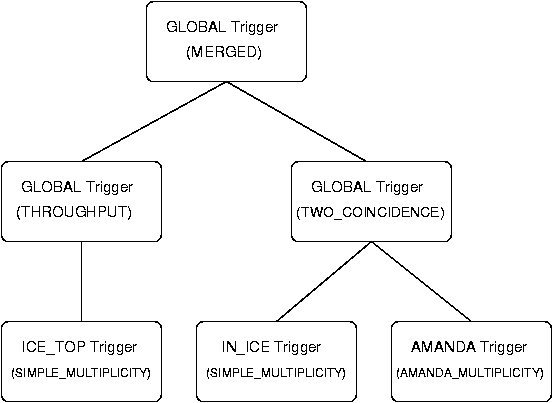 GLOBAL Trigger
(MERGED)
GLOBAL Trigger
(THROUGHPUT)
GLOBAL Trigger
(TWO_COINCIDENCE)
ICE_TOP Trigger
(SIMPLE_MULTIPLICITY)
IN_ICE Trigger
(SIMPLE_MULTIPLICITY)
AMANDA Trigger
(AMANDA_MULTIPLICITY)